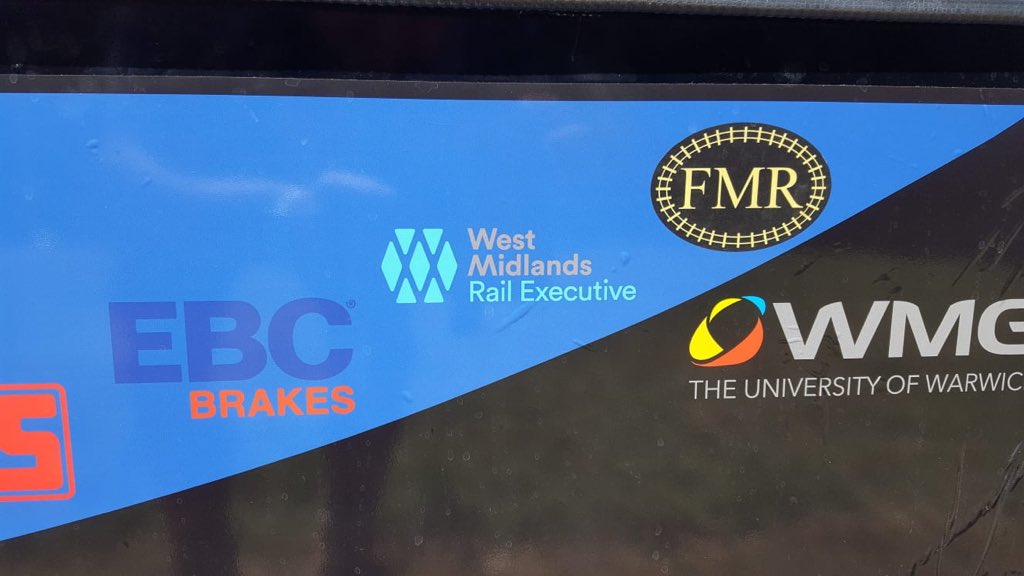 FMR
West
Midlands
Rail Executive
EBC®
BRAKES
WMG
THE UNIVERSITY OF WARWIC
S